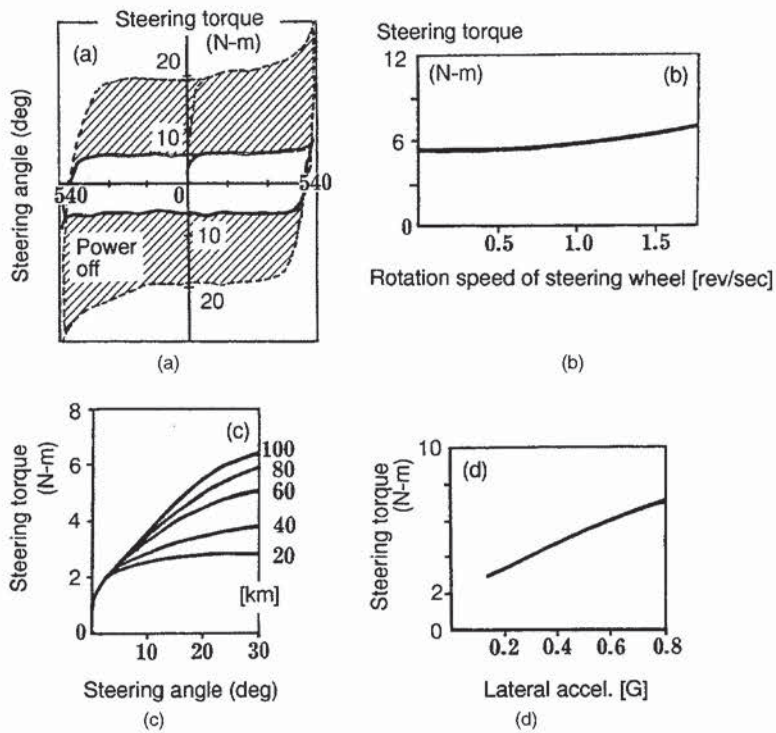 Steering torque
(N-m)
(a)
20
10
540
0
540
10
Power
off
20
Steering angle (deg)
(a)
Steering torque
12
(N-m)
(b)
6
0
0.5
1.0
1.5
Rotation speed of steering wheel [rev/sec]
(b)
8
(c)
100
6
80
60
4
40
20
2
[km]
0
10
20
30
Steering torque
(N-m)
Steering angle (deg)
(c)
10
(d)
2
0
0.2
0.4
0.6
0.8
Steering torque
(N-m)
Lateral accel. [G]
(d)